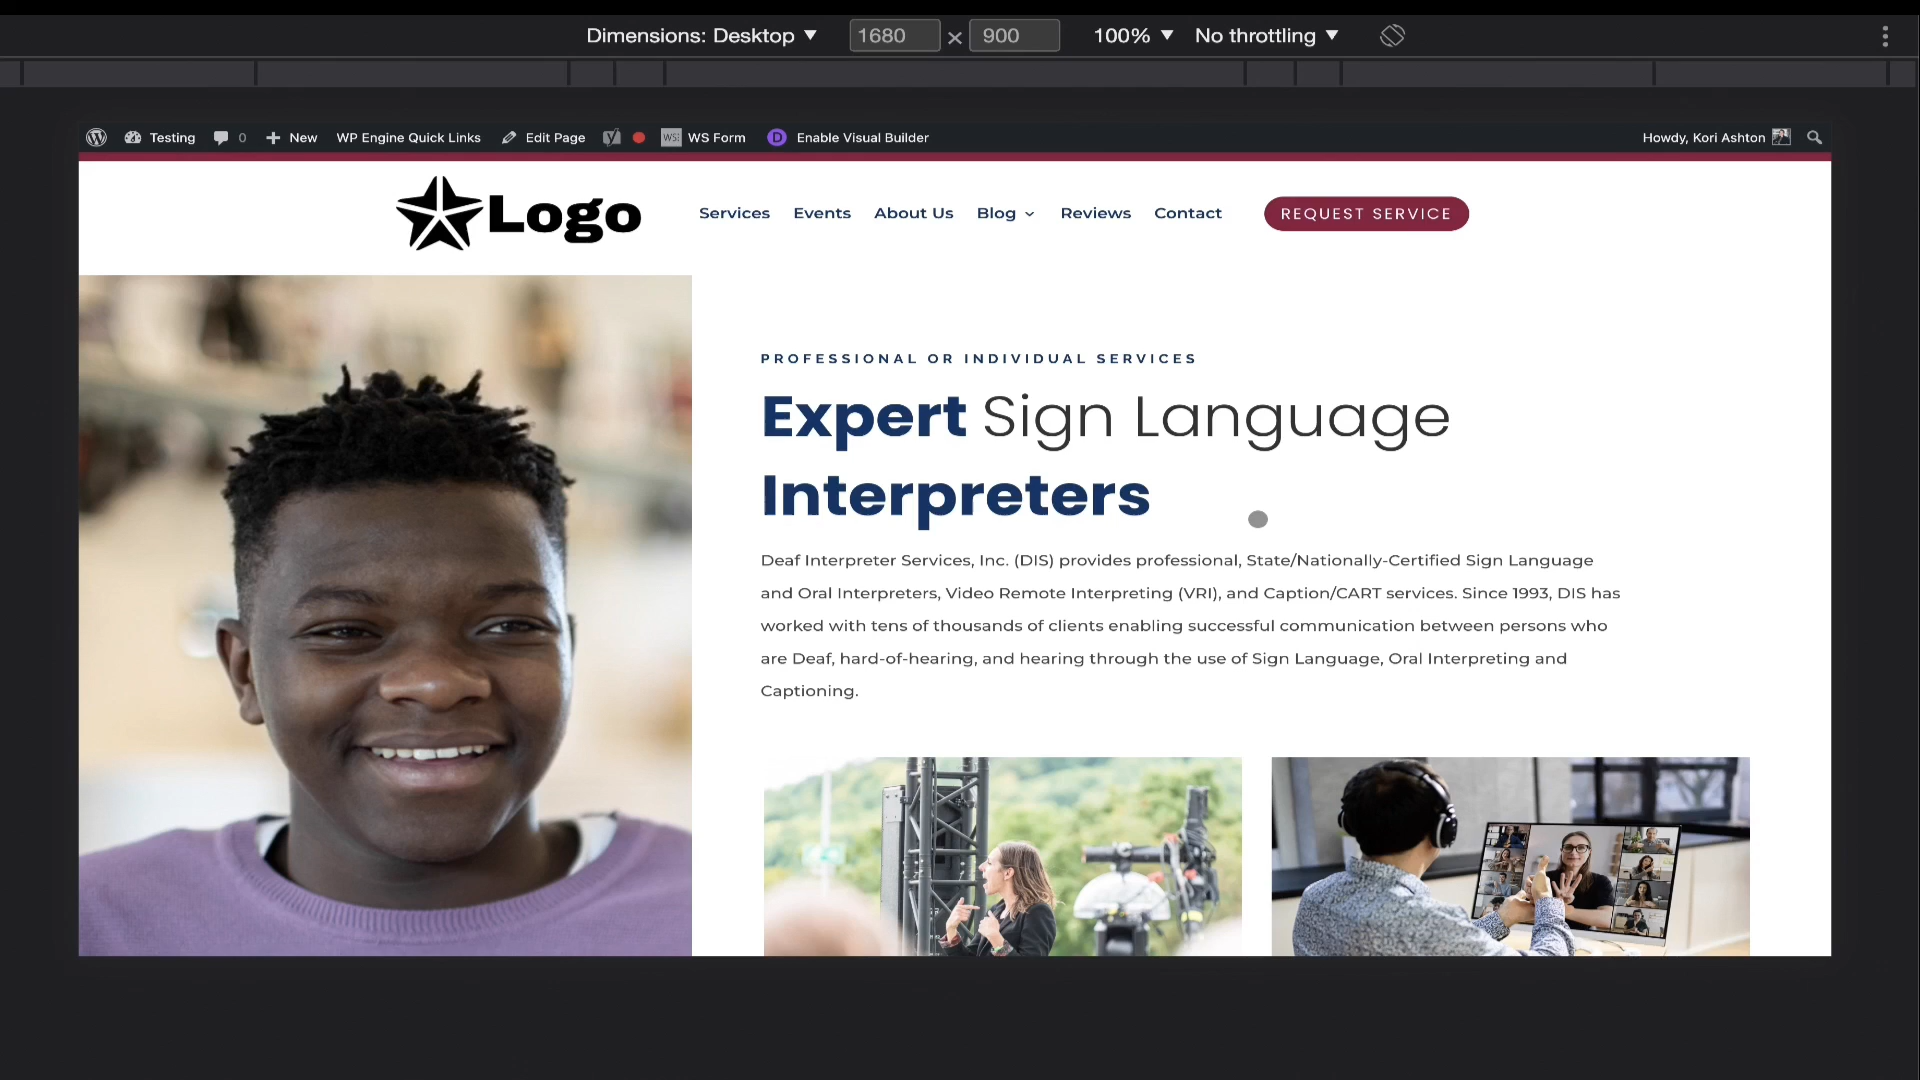 Dimensions: Desktop ▼ 1680 × 900 100% ▼ No throttling ▼
Testing 0 New WP Engine Quick Links Edit Page WS Form Enable Visual Builder Howdy, Kori Ashton
Logo Services Events About Us Blog Reviews Contact REQUEST SERVICE
PROFESSIONAL OR INDIVIDUAL SERVICES
Expert Sign Language
Interpreters
Deaf Interpreter Services, Inc. (DIS) provides professional, State/Nationally-Certified Sign Language
and Oral Interpreters, Video Remote Interpreting (VRI), and Caption/CART services. Since 1993, DIS has
worked with tens of thousands of clients enabling successful communication between persons who
are Deaf, hard-of-hearing, and hearing through the use of Sign Language, Oral Interpreting and
Captioning.